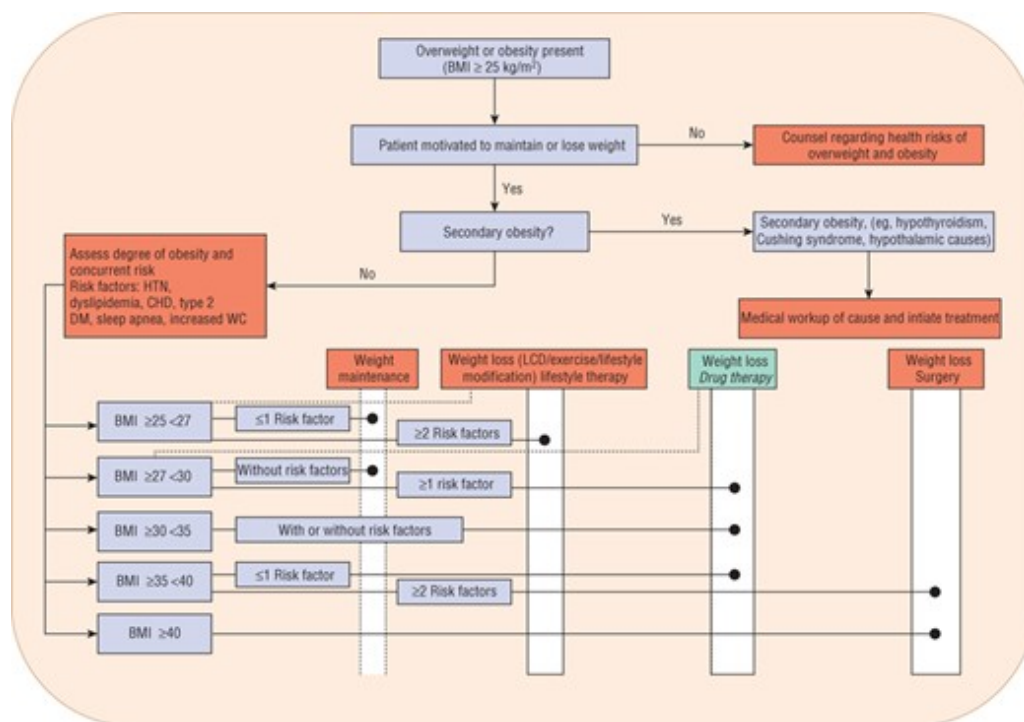 Overweight or obesity present
(BMI ≥ 25 kg/m²)
Patient motivated to maintain or lose weight
No
Counsel regarding health risks of
overweight and obesity
Yes
Secondary obesity?
Yes
Secondary obesity, (eg, hypothyroidism,
Cushing syndrome, hypothalamic causes)
No
Assess degree of obesity and
concurrent risk
Risk factors: HTN,
dyslipidemia, CHD, type 2
DM, sleep apnea, increased WC
Medical workup of cause and intiate treatment
Weight
maintenance
Weight loss (LCD/exercise/lifestyle
modification) lifestyle therapy
Weight loss
Drug therapy
Weight loss
Surgery
BMI ≥25 <27
≤1 Risk factor
≥2 Risk factors
BMI ≥27 <30
Without risk factors
≥1 risk factor
BMI ≥30 <35
With or without risk factors
BMI ≥35 <40
≤1 Risk factor
≥2 Risk factors
BMI ≥40